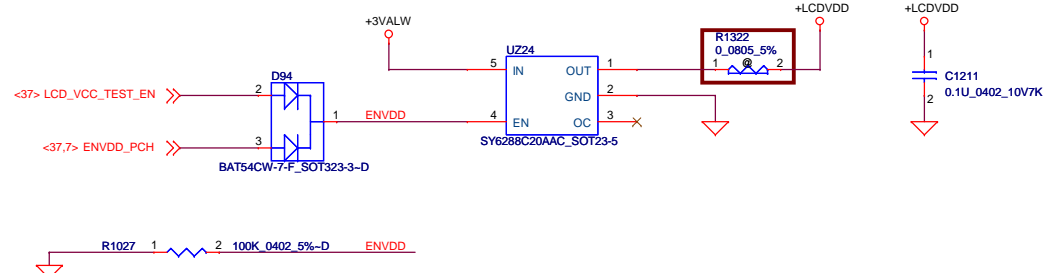 +3VALW
+LCDVDD
+LCDVDD
R1322
0_0805_5%
1 @ 2
UZ24
5 IN OUT 1
GND 2
4 EN OC 3
SY6288C20AAC_SOT23-5
1
C1211
0.1U_0402_10V7K
2
D94
<37> LCD_VCC_TEST_EN 2
1 ENVDD
<37,7> ENVDD_PCH 3
BAT54CW-7-F_SOT323-3~D
R1027 1 2 100K_0402_5%~D ENVDD